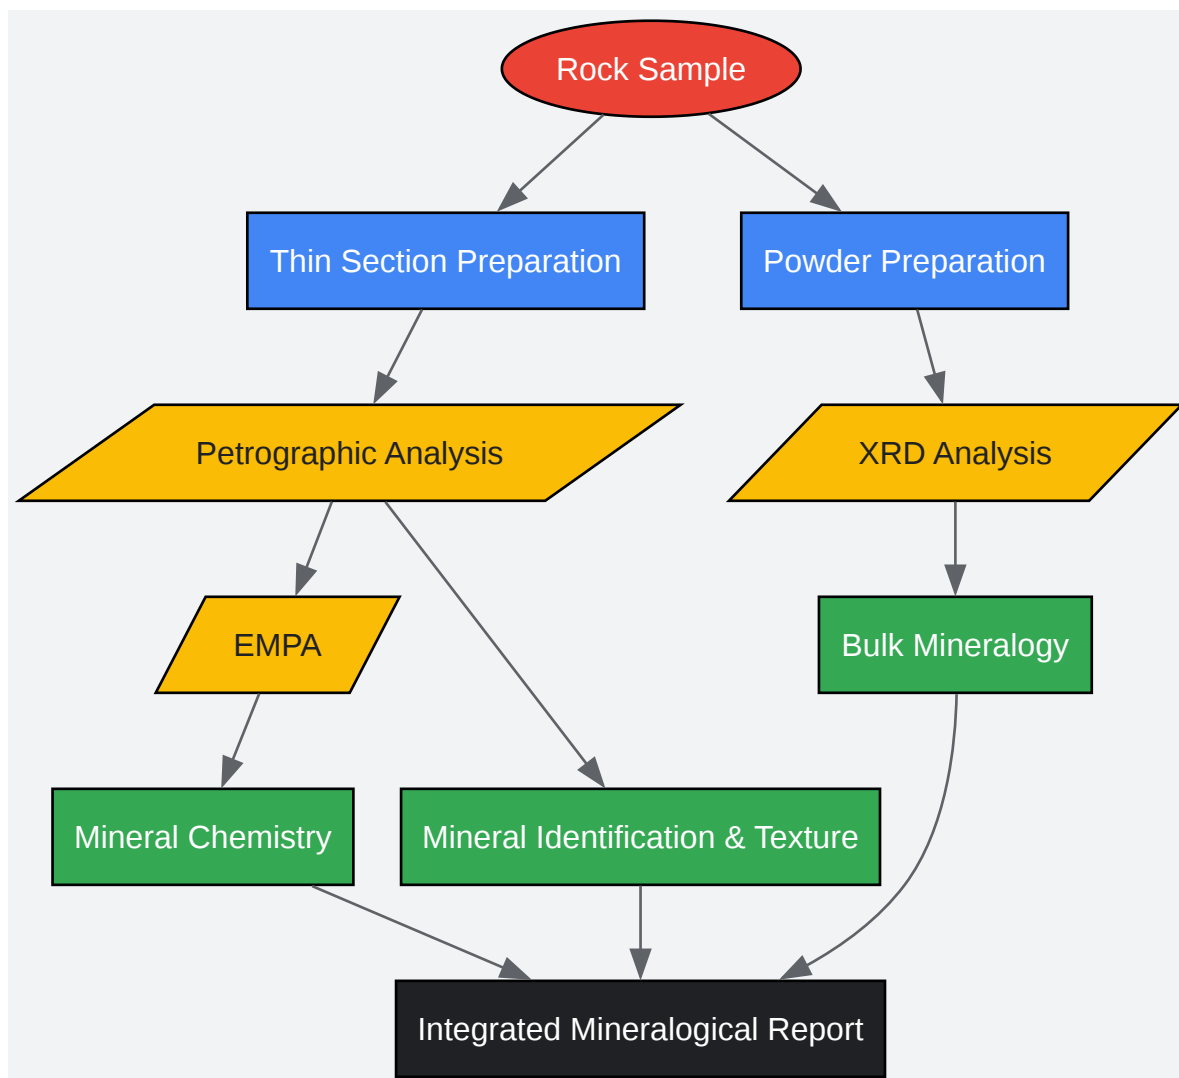 Rock Sample
Thin Section Preparation
Powder Preparation
Petrographic Analysis
XRD Analysis
EMPA
Bulk Mineralogy
Mineral Chemistry
Mineral Identification & Texture
Integrated Mineralogical Report